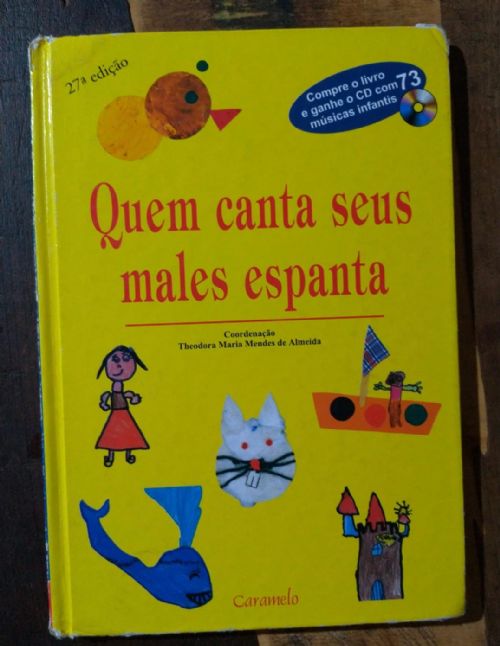 27ª edição
Compre o livro 73
e ganhe o CD com
músicas infantis
Quem canta seus
males espanta
Coordenação
Theodora Maria Mendes de Almeida
Caramelo